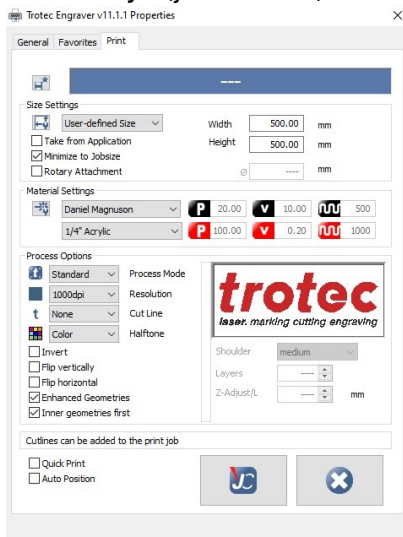 Trotec Engraver v11.1.1 Properties
General Favorites Print
---
Size Settings
User-defined Size Width 500.00 mm
Take from Application Height 500.00 mm
Minimize to Jobsize
Rotary Attachment ø ---- mm
Material Settings
Daniel Magnuson P 20.00 V 10.00 500
1/4" Acrylic P 100.00 V 0.20 1000
Process Options
Standard Process Mode
1000dpi Resolution
t None Cut Line
Color Halftone
Invert
Flip vertically
Flip horizontal
Enhanced Geometries
Inner geometries first
trotec
laser. marking cutting engraving
Shoulder medium
Layers ----
Z-Adjust/L ---- mm
Cutlines can be added to the print job
Quick Print
Auto Position
JC